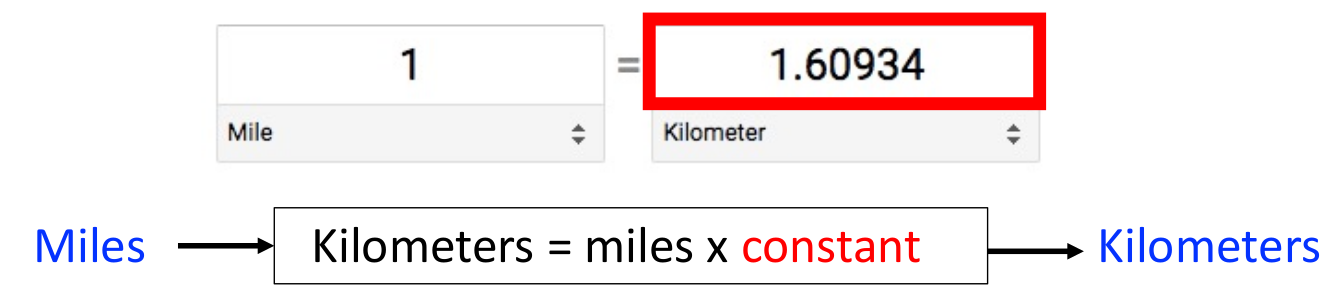 1 = 1.60934
Mile Kilometer
Miles Kilometers = miles x constant Kilometers